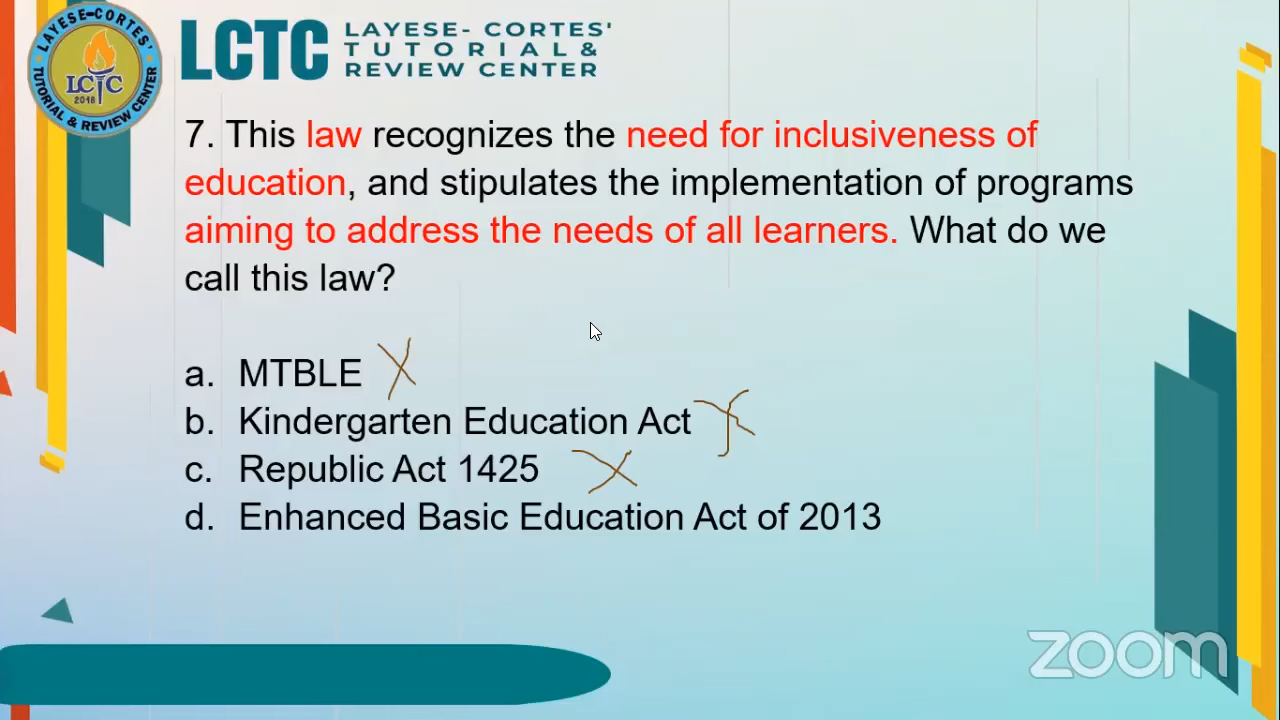 LAYESE-CORTES'
LCTC
2018
TUTORIAL & REVIEW CENTER
LCTC
LAYESE- CORTES'
TUTORIAL &
REVIEW CENTER
7. This law recognizes the need for inclusiveness of
education, and stipulates the implementation of programs
aiming to address the needs of all learners. What do we
call this law?
a. MTBLE
b. Kindergarten Education Act
c. Republic Act 1425
d. Enhanced Basic Education Act of 2013
zoom